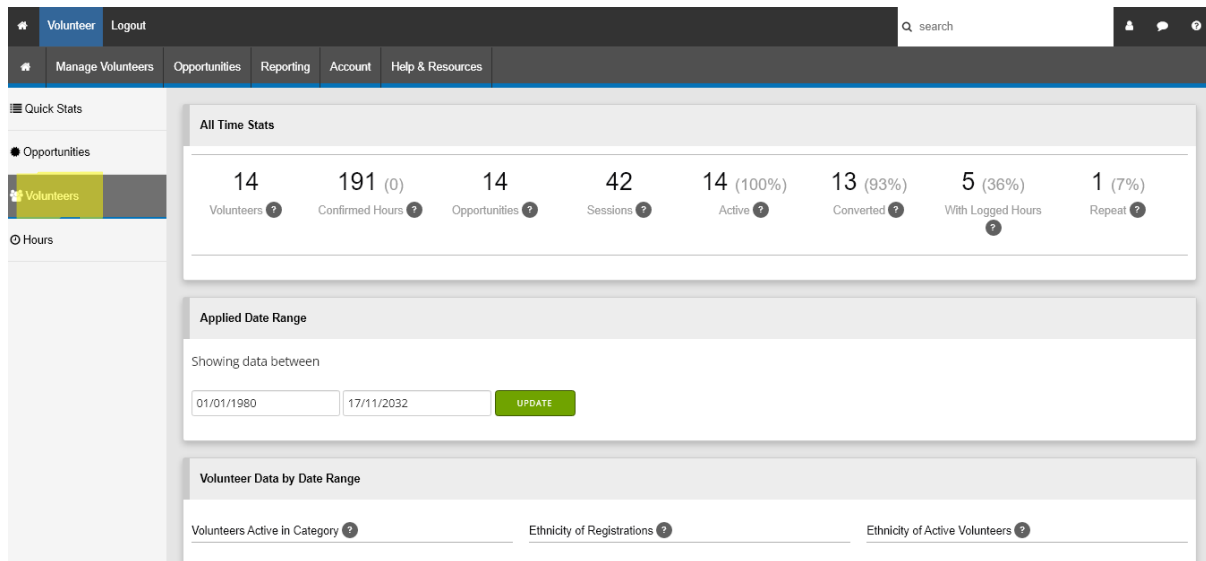 Volunteer Logout search
Manage Volunteers Opportunities Reporting Account Help & Resources
Quick Stats
Opportunities
Volunteers
Hours
All Time Stats
14 191 (0) 14 42 14 (100%) 13 (93%) 5 (36%) 1 (7%)
Volunteers ? Confirmed Hours ? Opportunities ? Sessions ? Active ? Converted ? With Logged Hours ? Repeat ?
Applied Date Range
Showing data between
01/01/1980 17/11/2032 UPDATE
Volunteer Data by Date Range
Volunteers Active in Category ? Ethnicity of Registrations ? Ethnicity of Active Volunteers ?